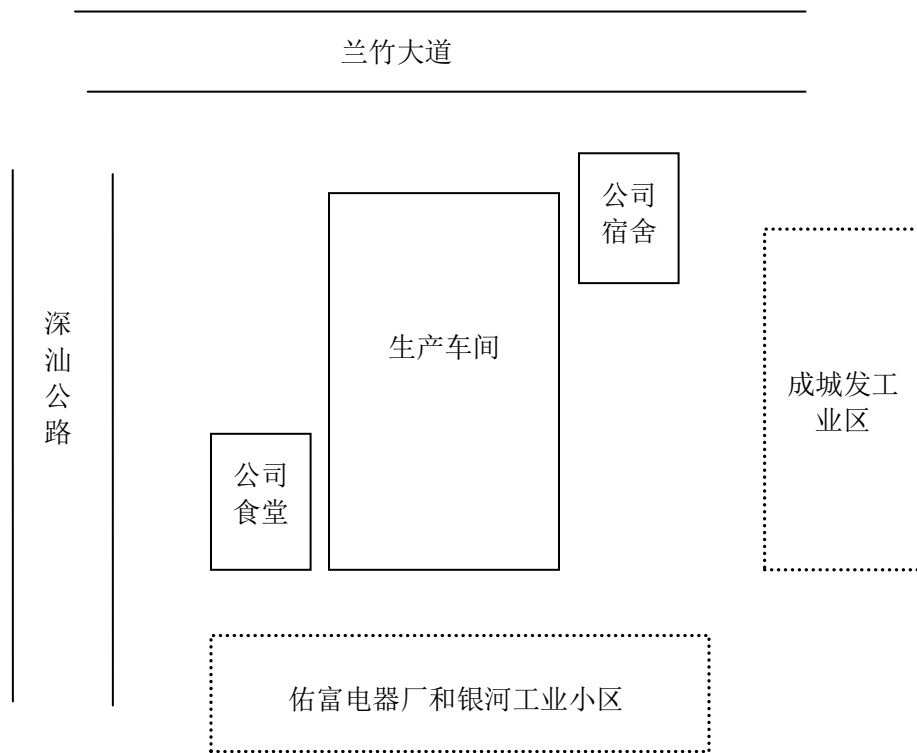 兰竹大道
公司
宿舍
深
汕
公
路
生产车间
成城发工
业区
公司
食堂
佑富电器厂和银河工业小区